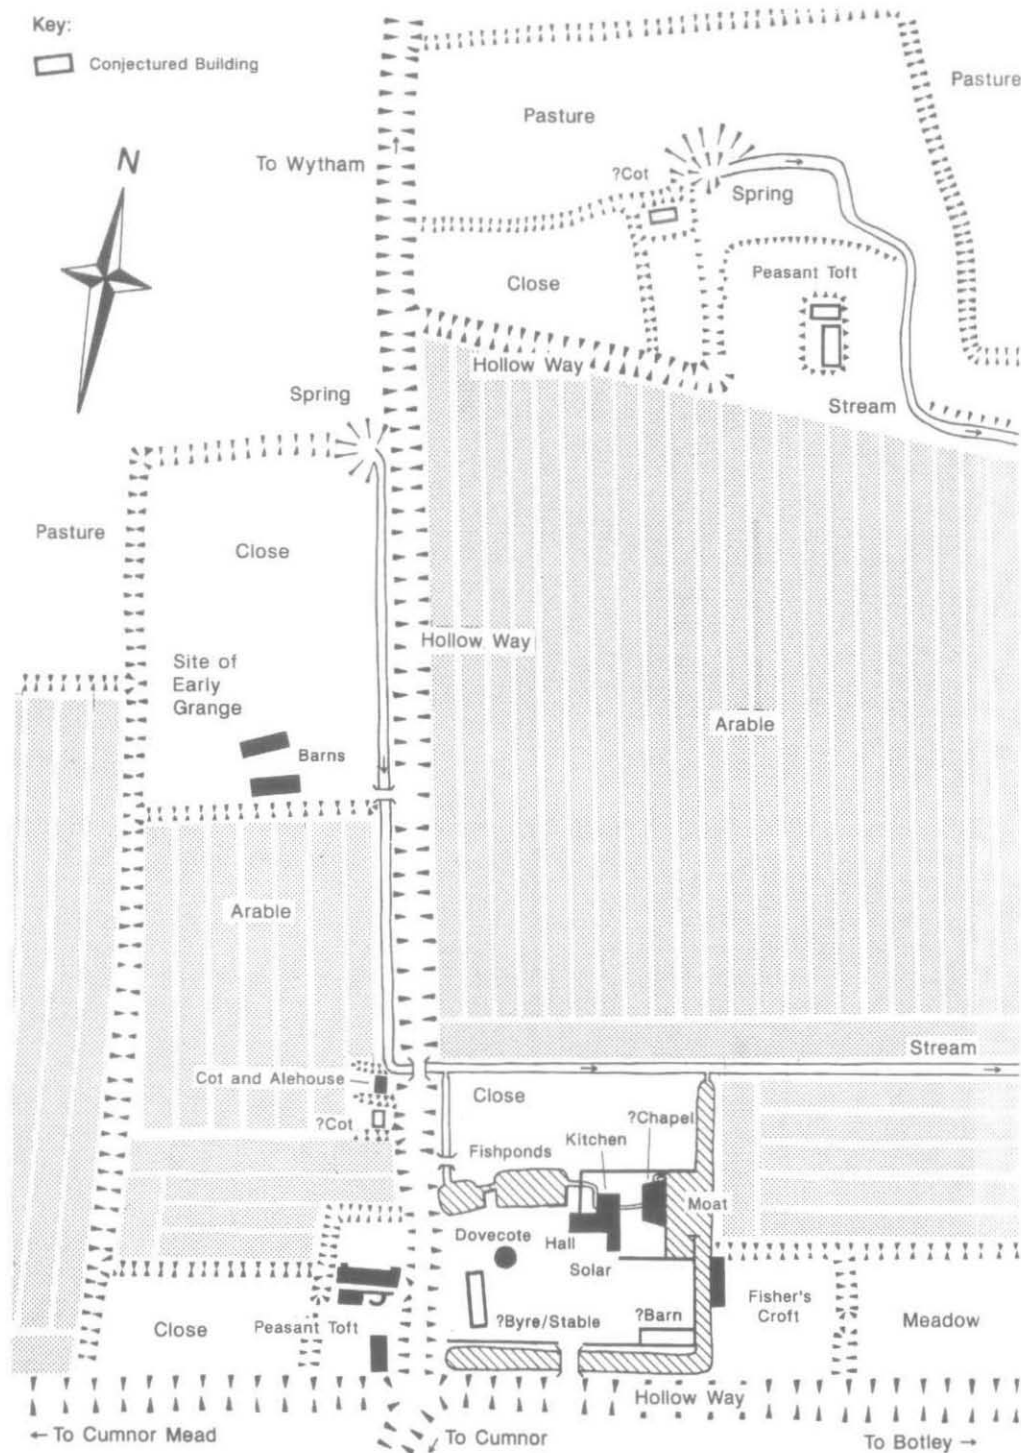 Key:
Conjectured Building
N
To Wytham
Pasture
Pasture
?Cot
Spring
Peasant Toft
Close
Hollow Way
Stream
Spring
Pasture
Close
Hollow Way
Site of
Early
Grange
Barns
Arable
Arable
Stream
Cot and Alehouse
?Cot
Close
?Chapel
Kitchen
Fishponds
Moat
Dovecote
Hall
Solar
?Byre/Stable
?Barn
Fisher's
Croft
Meadow
Close
Peasant Toft
Hollow Way
← To Cumnor Mead
↙ To Cumnor
To Botley →